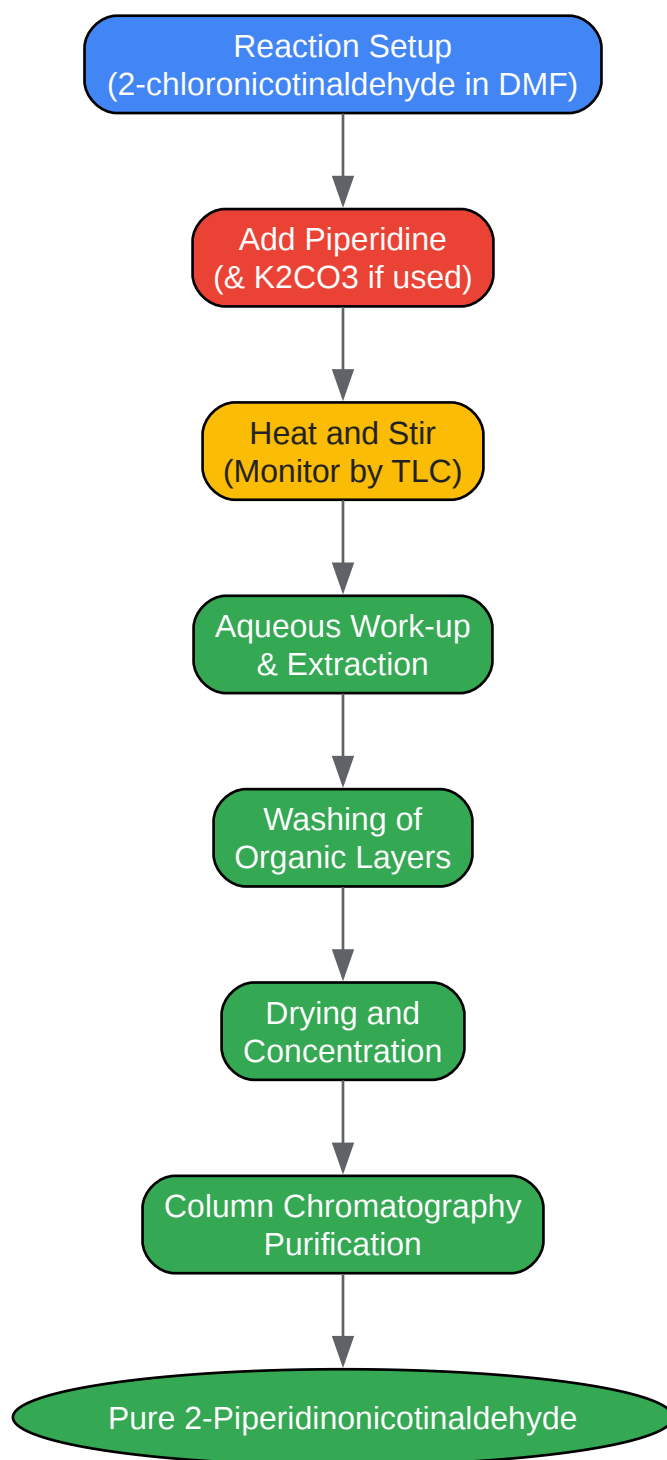 Reaction Setup
(2-chloronicotinaldehyde in DMF)
Add Piperidine
(& K2CO3 if used)
Heat and Stir
(Monitor by TLC)
Aqueous Work-up
& Extraction
Washing of
Organic Layers
Drying and
Concentration
Column Chromatography
Purification
Pure 2-Piperidinonicotinaldehyde